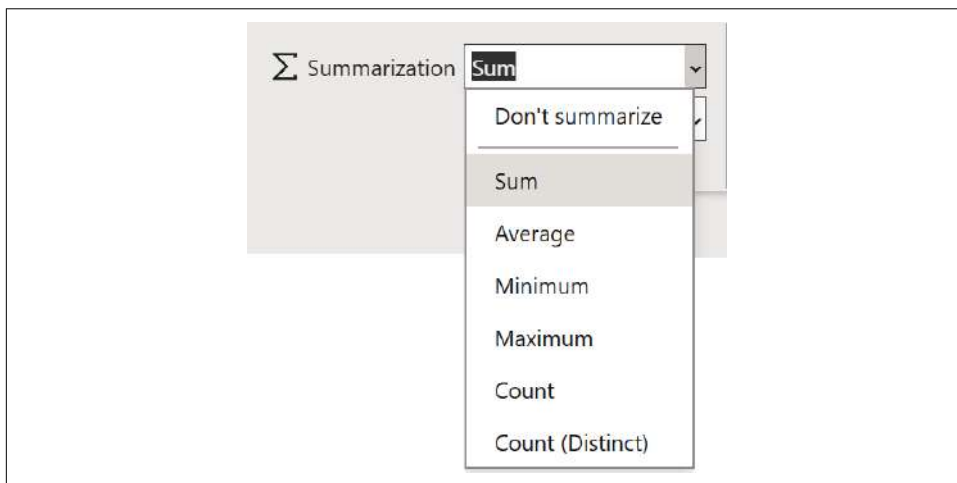 Σ Summarization Sum
Don't summarize
Sum
Average
Minimum
Maximum
Count
Count (Distinct)